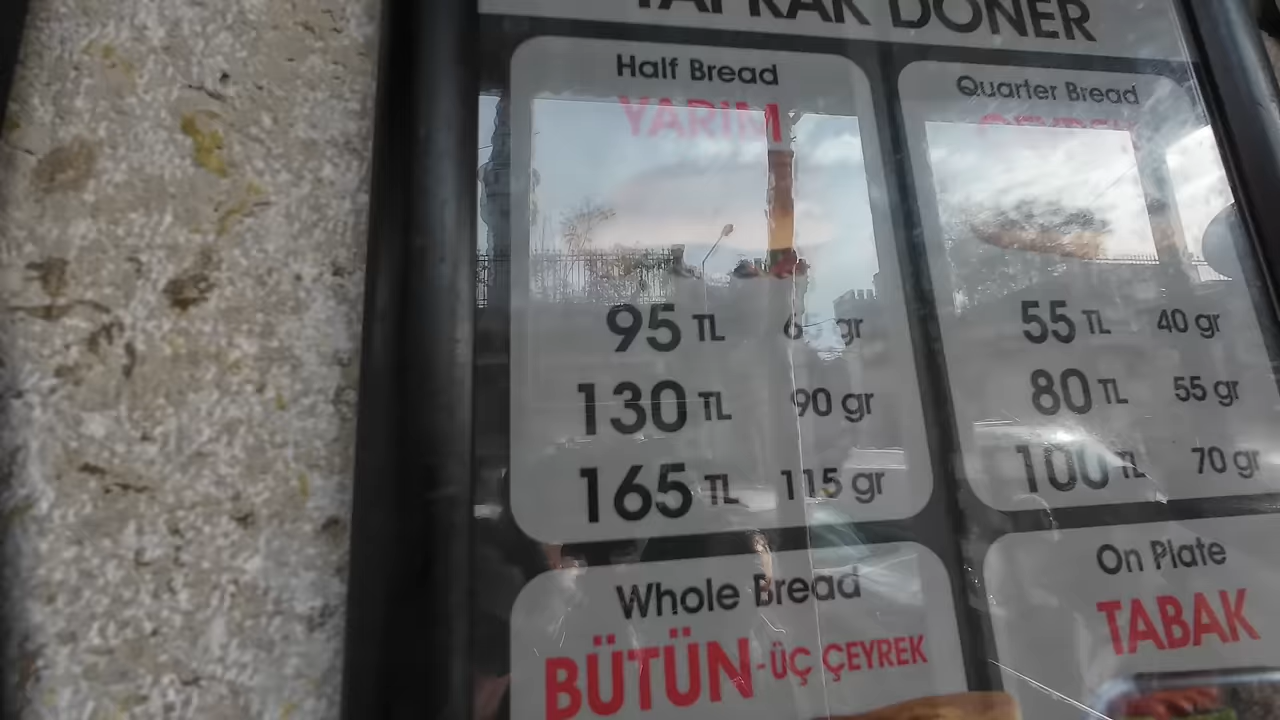 YAPRAK DÖNER
Half Bread
YARIM
95 TL
130 TL 90 gr
165 TL 115 gr
Quarter Bread
55 TL 40 gr
80 TL 55 gr
100 TL 70 gr
Whole Bread
BÜTÜN-ÜÇ ÇEYREK
On Plate
TABAK